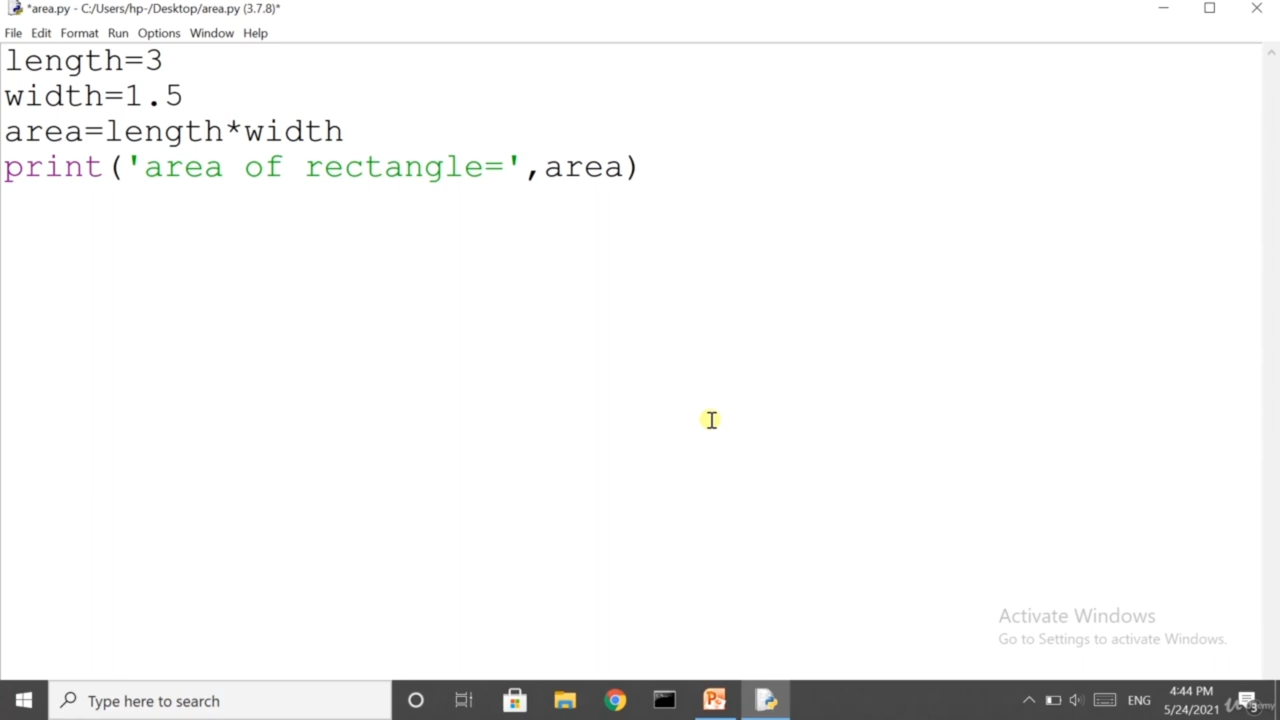 *area.py - C:/Users/hp-/Desktop/area.py (3.7.8)*
File Edit Format Run Options Window Help
length=3
width=1.5
area=length*width
print('area of rectangle=',area)
Activate Windows
Go to Settings to activate Windows.
Type here to search
ENG
4:44 PM
5/24/2021
3
Udemy